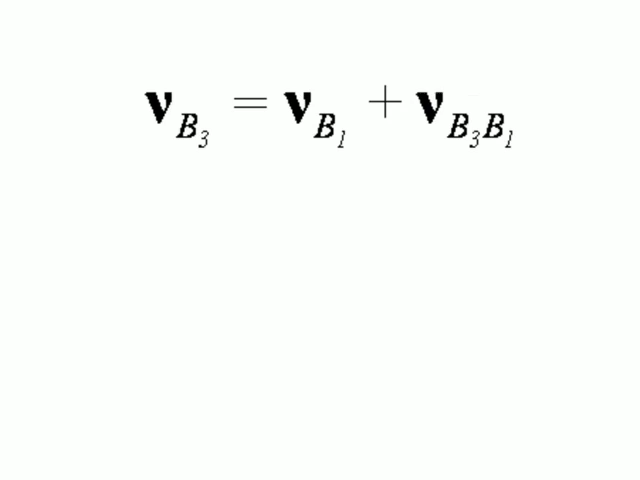 𝐯_{B_3} = 𝐯_{B_1} + 𝐯_{B_3B_1}